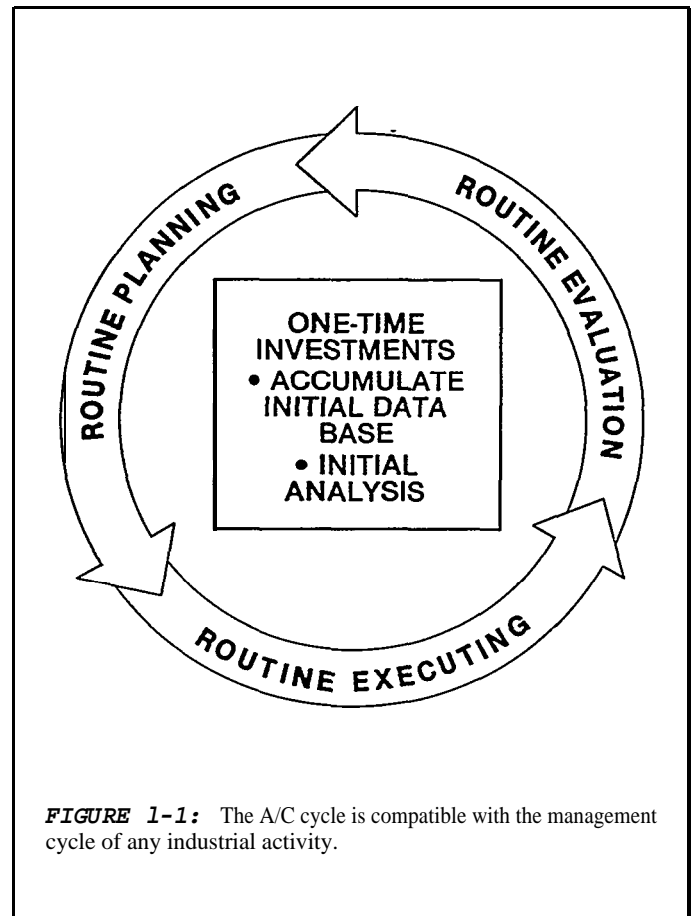 ROUTINE PLANNING
ROUTINE EVALUATION
ONE-TIME
INVESTMENTS
• ACCUMULATE
INITIAL DATA
BASE
• INITIAL
ANALYSIS
ROUTINE EXECUTING
FIGURE 1-1: The A/C cycle is compatible with the management
cycle of any industrial activity.